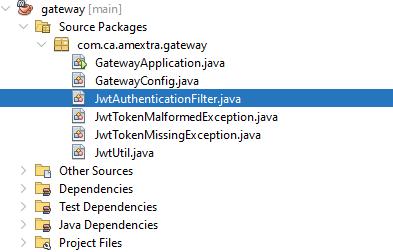 gateway [main]
Source Packages
com.ca.amextra.gateway
GatewayApplication.java
GatewayConfig.java
JwtAuthenticationFilter.java
JwtTokenMalformedException.java
JwtTokenMissingException.java
JwtUtil.java
Other Sources
Dependencies
Test Dependencies
Java Dependencies
Project Files